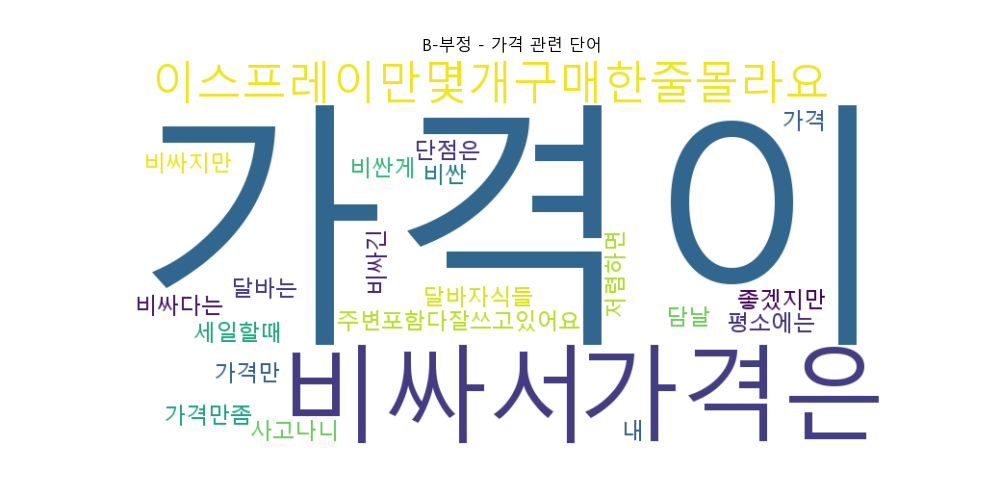 B-부정 - 가격 관련 단어
이스프레이만몇개구매한줄몰라요
가격이
가격
단점은
비싸지만
비싼게
비싼
비싸긴
저렴하면
달바는
달바자식들
좋겠지만
비싸다는
담날
평소에는
주변포함다잘쓰고있어요
세일할때
비싸서
가격은
가격만
가격만좀
사고나니
내